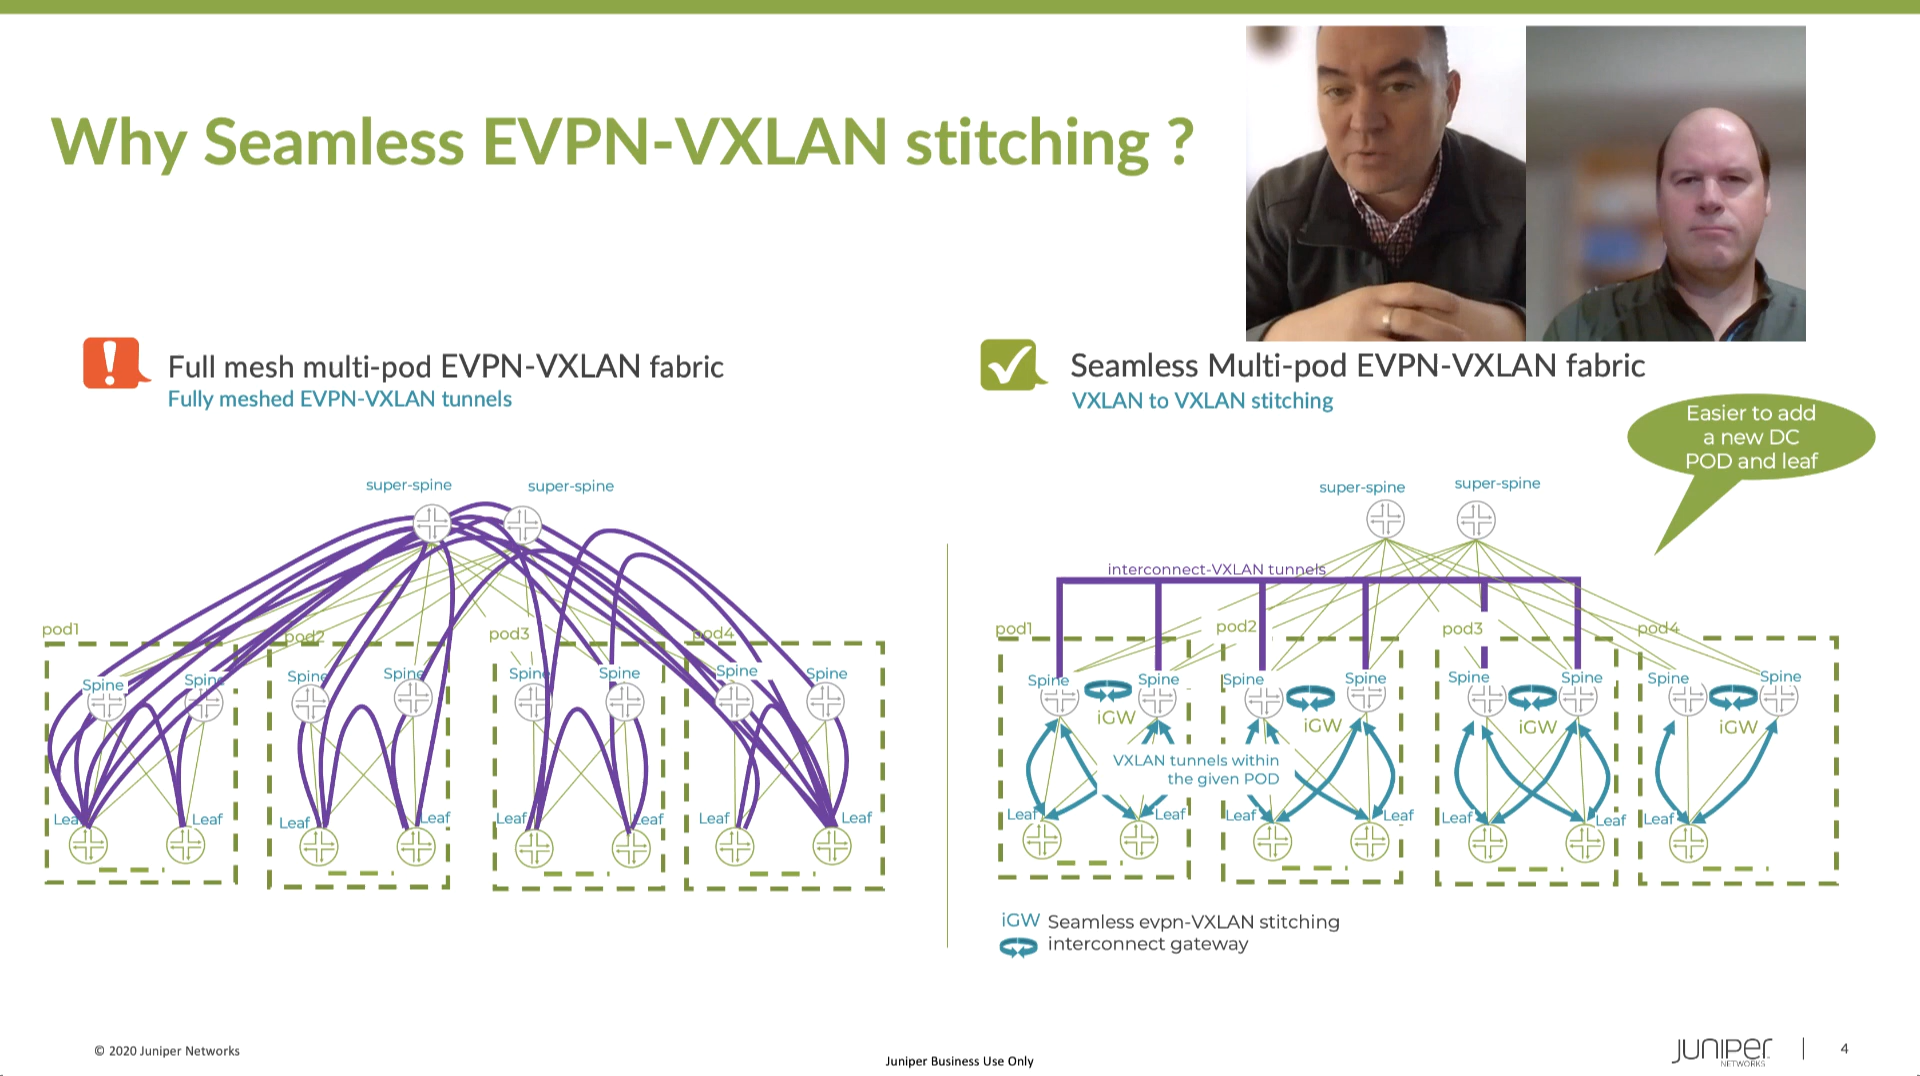 Why Seamless EVPN-VXLAN stitching ?
Full mesh multi-pod EVPN-VXLAN fabric
Fully meshed EVPN-VXLAN tunnels
super-spine
super-spine
pod1
pod2
pod3
pod4
Spine
Spine
Spine
Spine
Spine
Spine
Spine
Spine
Leaf
Leaf
Leaf
Leaf
Leaf
Leaf
Leaf
Leaf
Seamless Multi-pod EVPN-VXLAN fabric
VXLAN to VXLAN stitching
Easier to add
a new DC
POD and leaf
super-spine
super-spine
interconnect-VXLAN tunnels
pod1
pod2
pod3
pod4
Spine
Spine
Spine
Spine
Spine
Spine
Spine
Spine
iGW
iGW
iGW
iGW
VXLAN tunnels within
the given POD
Leaf
Leaf
Leaf
Leaf
Leaf
Leaf
Leaf
iGW Seamless evpn-VXLAN stitching
interconnect gateway
© 2020 Juniper Networks
Juniper Business Use Only
JUNIPER
NETWORKS
4